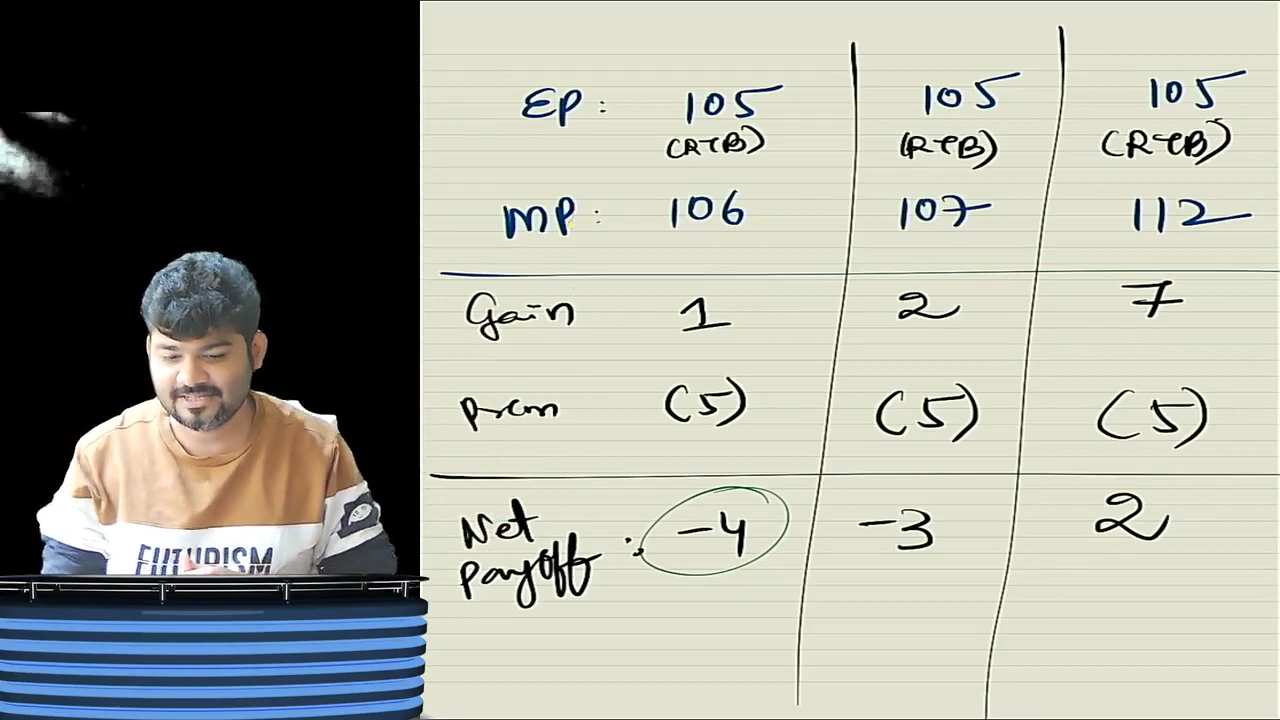 EP: 105 105 105
(RTB) (RTB) (RTB)
MP: 106 107 112
Gain 1 2 7
Prem (5) (5) (5)
Net
Payoff : -4 -3 2
FUTURISM